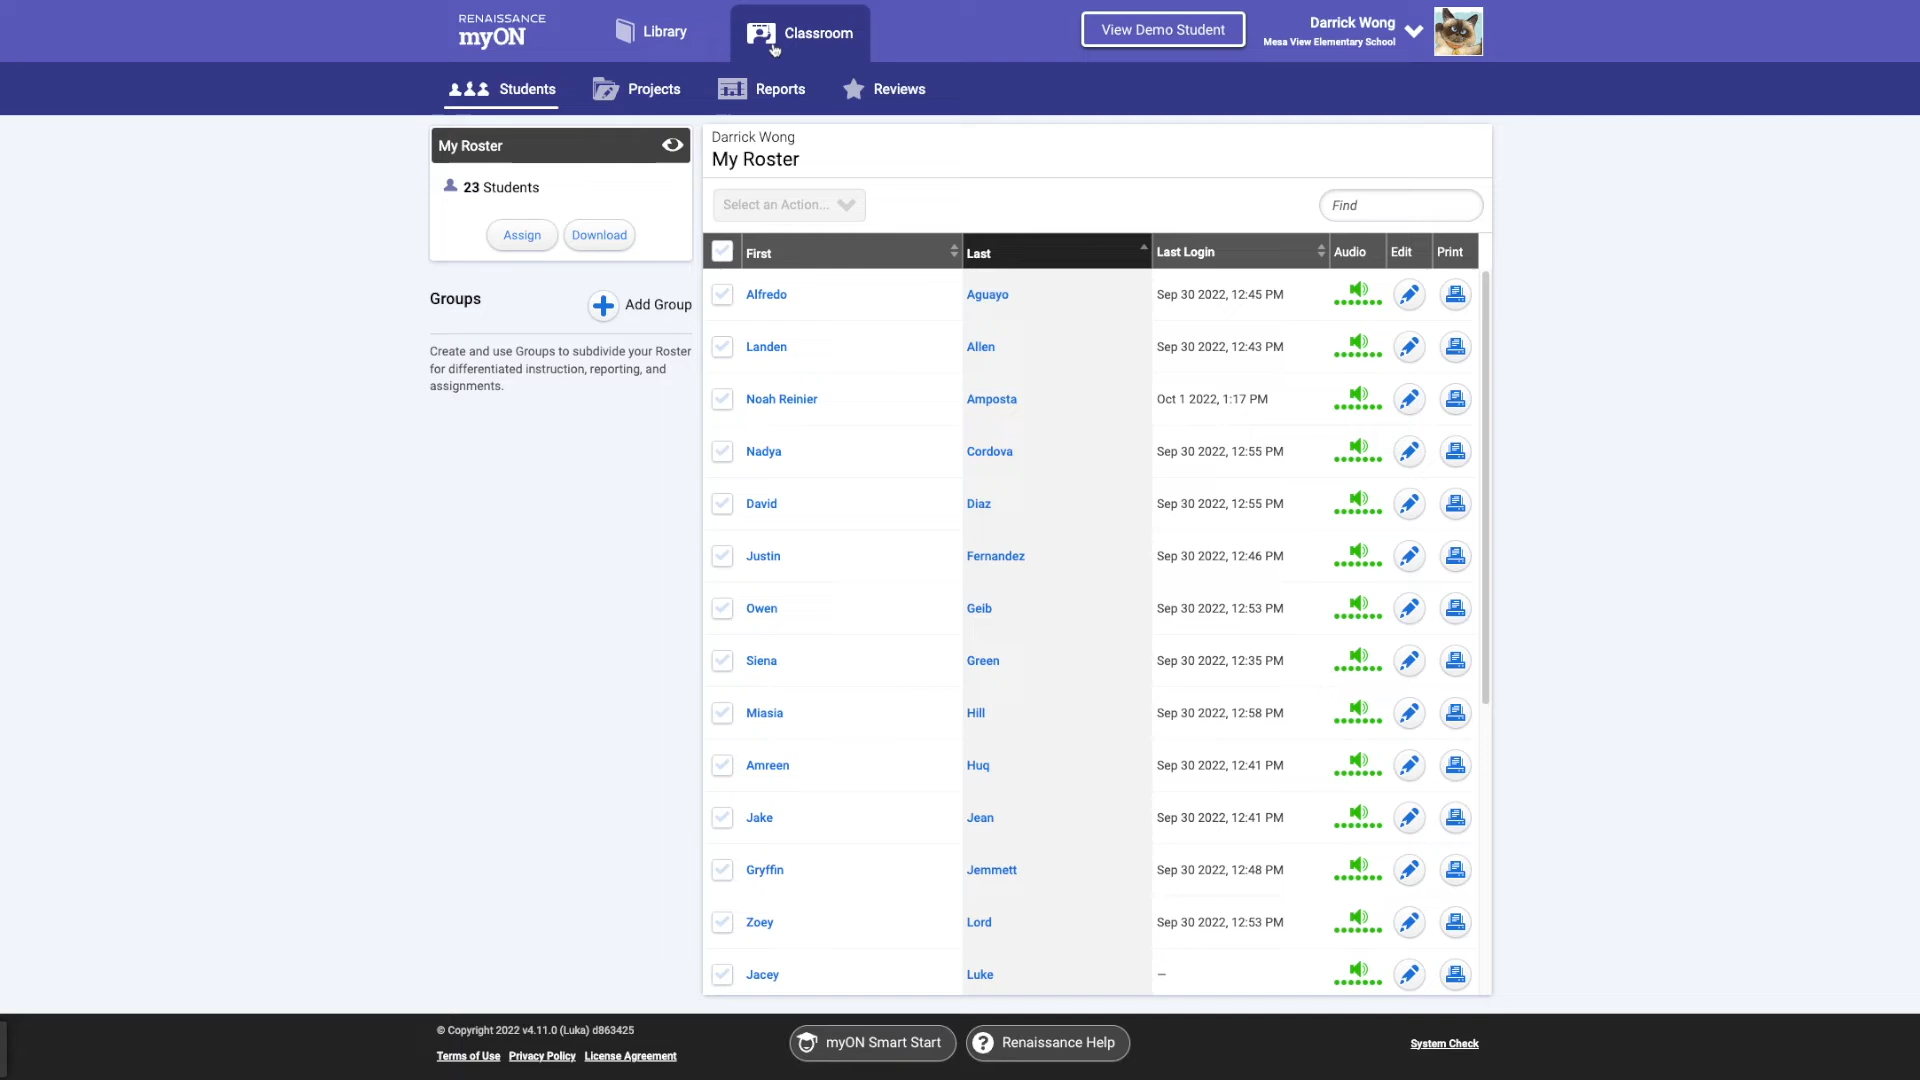 RENAISSANCE
myON
Library
Classroom
View Demo Student
Darrick Wong
Mesa View Elementary School
Students
Projects
Reports
Reviews
My Roster
23 Students
Assign
Download
Groups
Add Group
Create and use Groups to subdivide your Roster
for differentiated instruction, reporting, and
assignments.
Darrick Wong
My Roster
Select an Action...
Find
First Last Last Login Audio Edit Print
Alfredo Aguayo Sep 30 2022, 12:45 PM
Landen Allen Sep 30 2022, 12:43 PM
Noah Reinier Amposta Oct 1 2022, 1:17 PM
Nadya Cordova Sep 30 2022, 12:55 PM
David Diaz Sep 30 2022, 12:55 PM
Justin Fernandez Sep 30 2022, 12:46 PM
Owen Geib Sep 30 2022, 12:53 PM
Siena Green Sep 30 2022, 12:35 PM
Miasia Hill Sep 30 2022, 12:58 PM
Amreen Huq Sep 30 2022, 12:41 PM
Jake Jean Sep 30 2022, 12:41 PM
Gryffin Jemmett Sep 30 2022, 12:48 PM
Zoey Lord Sep 30 2022, 12:53 PM
Jacey Luke –
© Copyright 2022 v4.11.0 (Luka) d863425
Terms of Use Privacy Policy License Agreement
myON Smart Start
? Renaissance Help
System Check